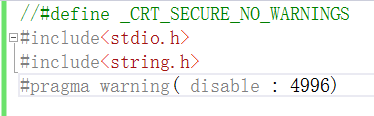 //#define _CRT_SECURE_NO_WARNINGS
#include<stdio.h>
#include<string.h>
#pragma warning( disable : 4996)